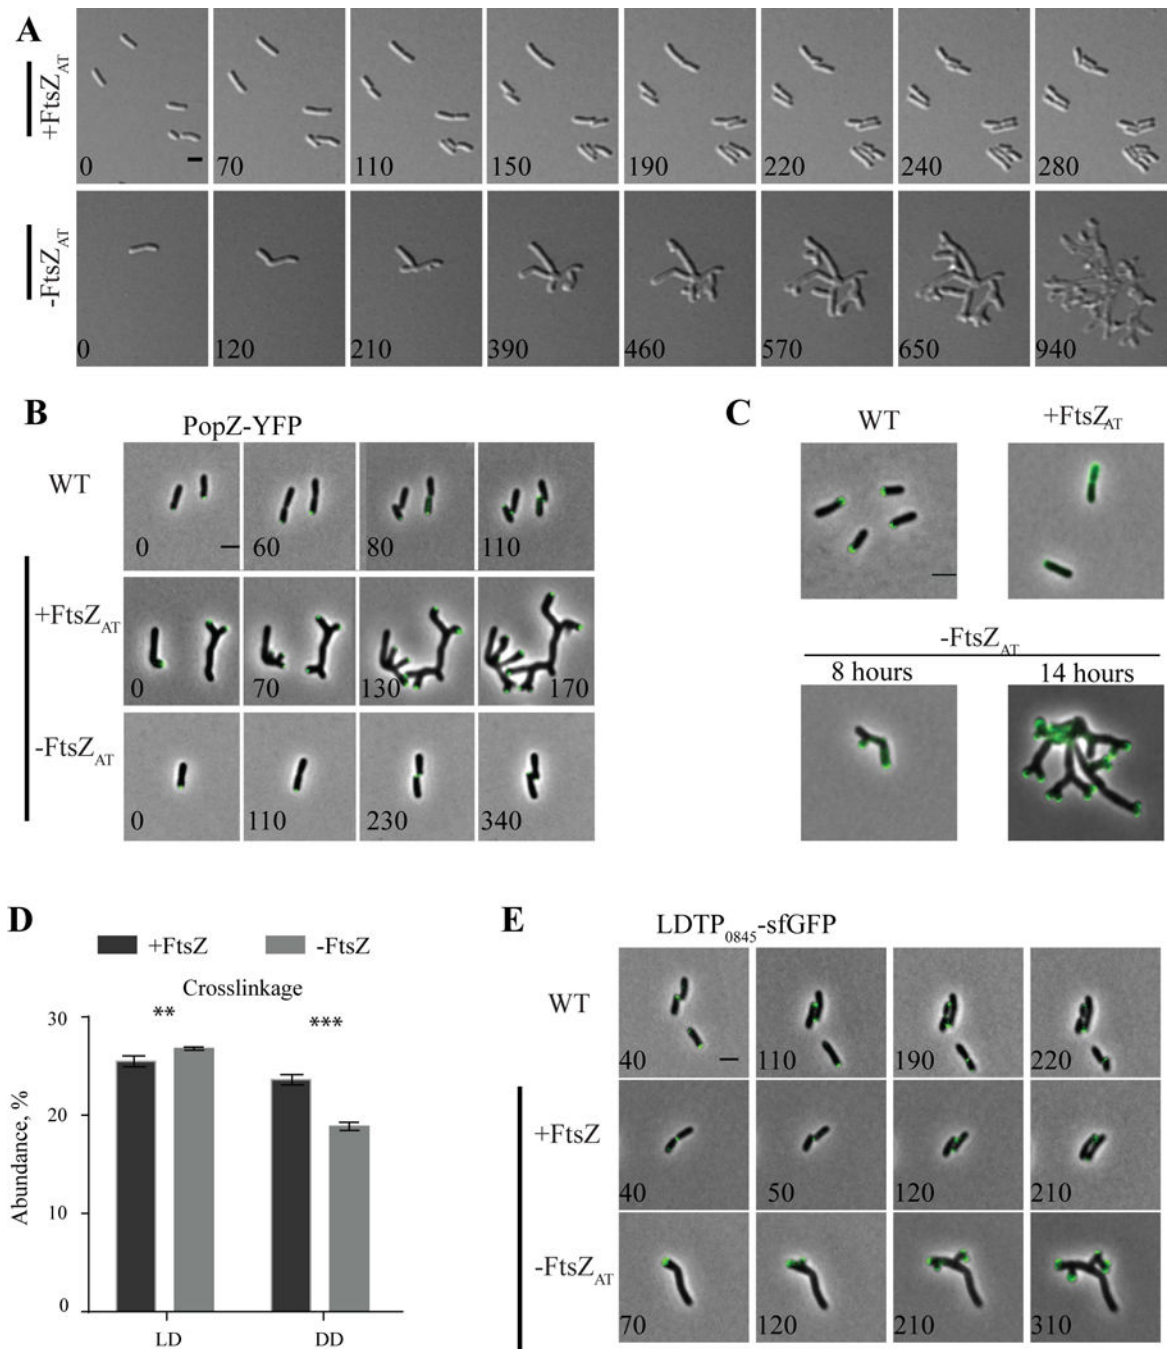 A
+FtsZAT
0 70 110 150 190 220 240 280
-FtsZAT
0 120 210 390 460 570 650 940
B
PopZ-YFP
WT
0 60 80 110
+FtsZAT
0 70 130 170
-FtsZAT
0 110 230 340
C
WT +FtsZAT
-FtsZAT
8 hours 14 hours
D
+FtsZ -FtsZ
Crosslinkage
** ***
Abundance, %
30
20
10
0
LD DD
E
LDTP0845-sfGFP
WT
40 110 190 220
+FtsZ
40 50 120 210
-FtsZAT
70 120 210 310